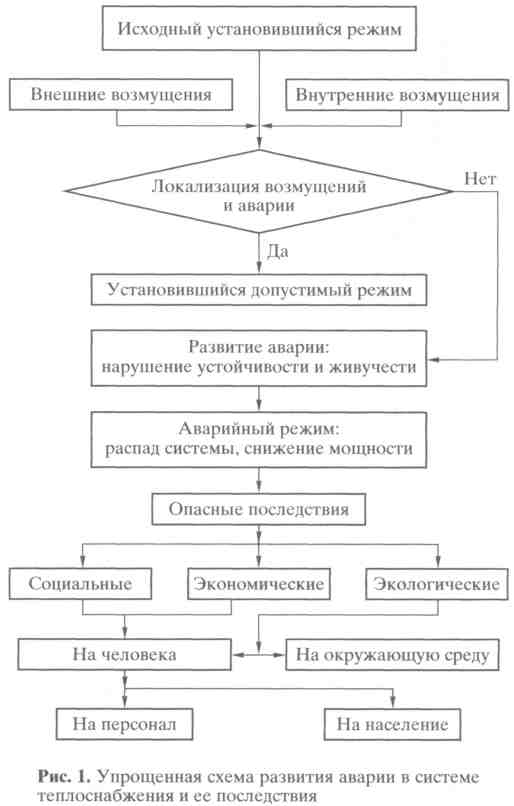 Исходный установившийся режим
Внешние возмущения
Внутренние возмущения
Локализация возмущений
и аварии
Нет
Да
Установившийся допустимый режим
Развитие аварии:
нарушение устойчивости и живучести
Аварийный режим:
распад системы, снижение мощности
Опасные последствия
Социальные
Экономические
Экологические
На человека
На окружающую среду
На персонал
На население
Рис. 1. Упрощенная схема развития аварии в системе
теплоснабжения и ее последствия